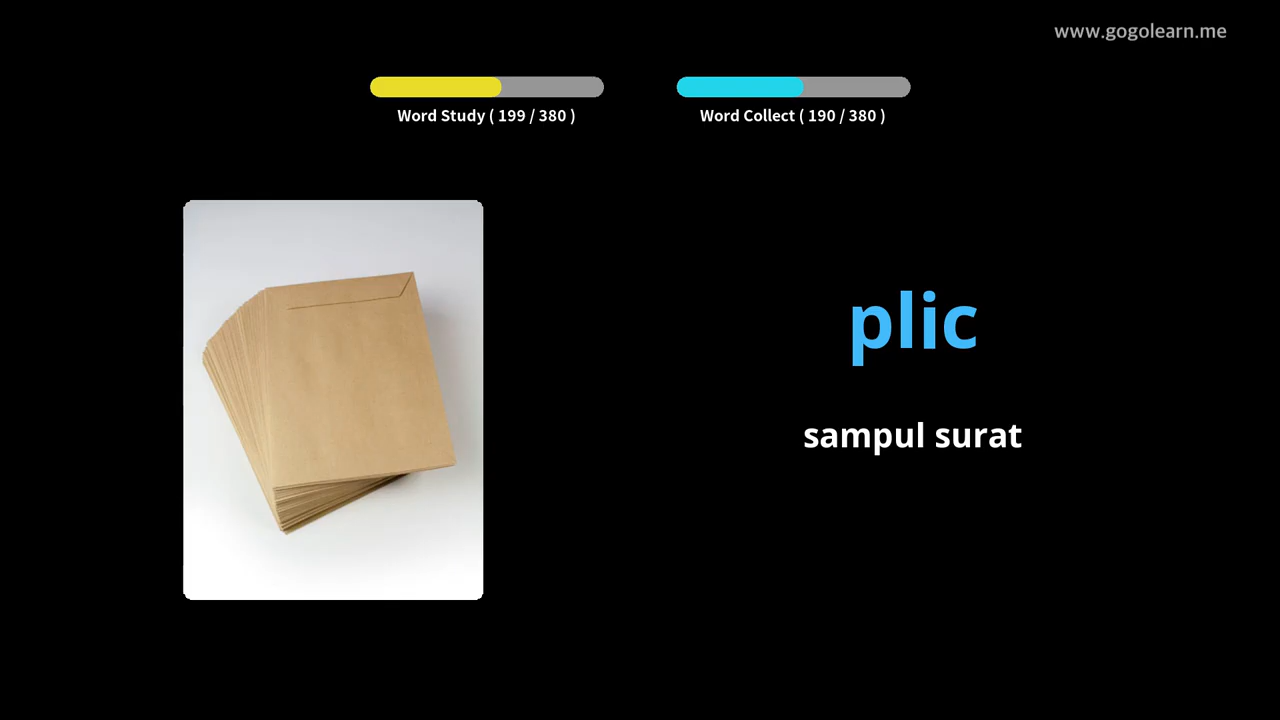 www.gogolearn.me
Word Study ( 199 / 380 )
Word Collect ( 190 / 380 )
plic
sampul surat